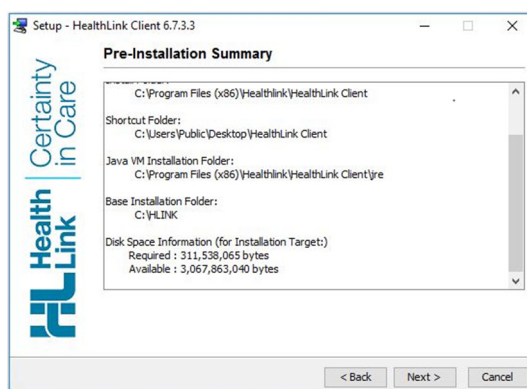 Setup - HealthLink Client 6.7.3.3
Pre-Installation Summary
C:\Program Files (x86)\Healthlink\HealthLink Client
Shortcut Folder:
C:\Users\Public\Desktop\HealthLink Client
Java VM Installation Folder:
C:\Program Files (x86)\Healthlink\HealthLink Client\jre
Base Installation Folder:
C:\HLINK
Disk Space Information (for Installation Target:)
Required : 311,538,065 bytes
Available : 3,067,863,040 bytes
HL Health Link
Certainty in Care
< Back
Next >
Cancel